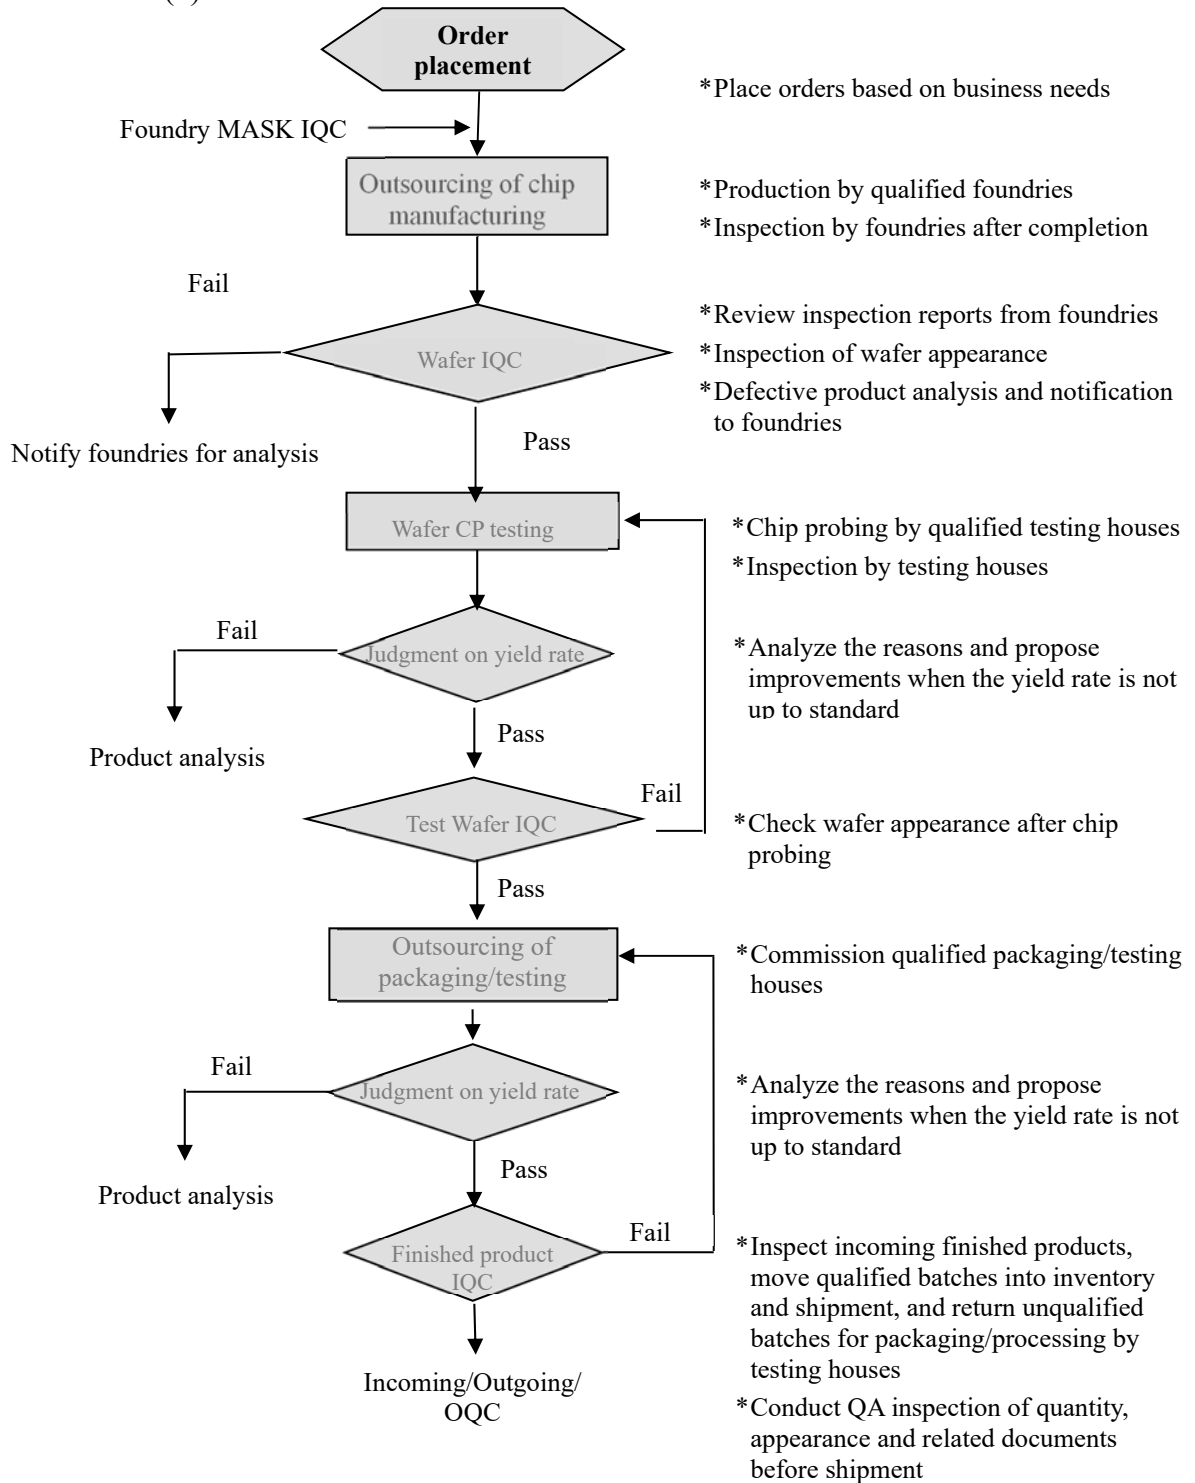 Order
placement
*Place orders based on business needs
Foundry MASK IQC
Outsourcing of chip
manufacturing
*Production by qualified foundries
*Inspection by foundries after completion
Fail
Wafer IQC
*Review inspection reports from foundries
*Inspection of wafer appearance
*Defective product analysis and notification
to foundries
Notify foundries for analysis
Pass
Wafer CP testing
*Chip probing by qualified testing houses
*Inspection by testing houses
Fail
Judgment on yield rate
*Analyze the reasons and propose
improvements when the yield rate is not
up to standard
Product analysis
Pass
Test Wafer IQC
Fail
*Check wafer appearance after chip
probing
Pass
Outsourcing of
packaging/testing
*Commission qualified packaging/testing
houses
Fail
Judgment on yield rate
*Analyze the reasons and propose
improvements when the yield rate is not
up to standard
Product analysis
Pass
Finished product
IQC
Fail
*Inspect incoming finished products,
move qualified batches into inventory
and shipment, and return unqualified
batches for packaging/processing by
testing houses
Incoming/Outgoing/
OQC
*Conduct QA inspection of quantity,
appearance and related documents
before shipment